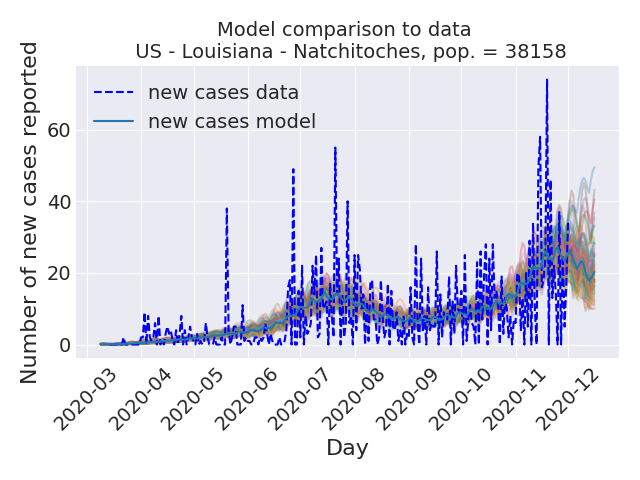 Model comparison to data
US - Louisiana - Natchitoches, pop. = 38158
Number of new cases reported
new cases data
new cases model
60
40
20
0
2020-03
2020-04
2020-05
2020-06
2020-07
2020-08
2020-09
2020-10
2020-11
2020-12
Day